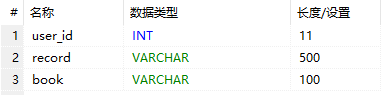 # 名称 数据类型 长度/设置
1 user_id INT 11
2 record VARCHAR 500
3 book VARCHAR 100